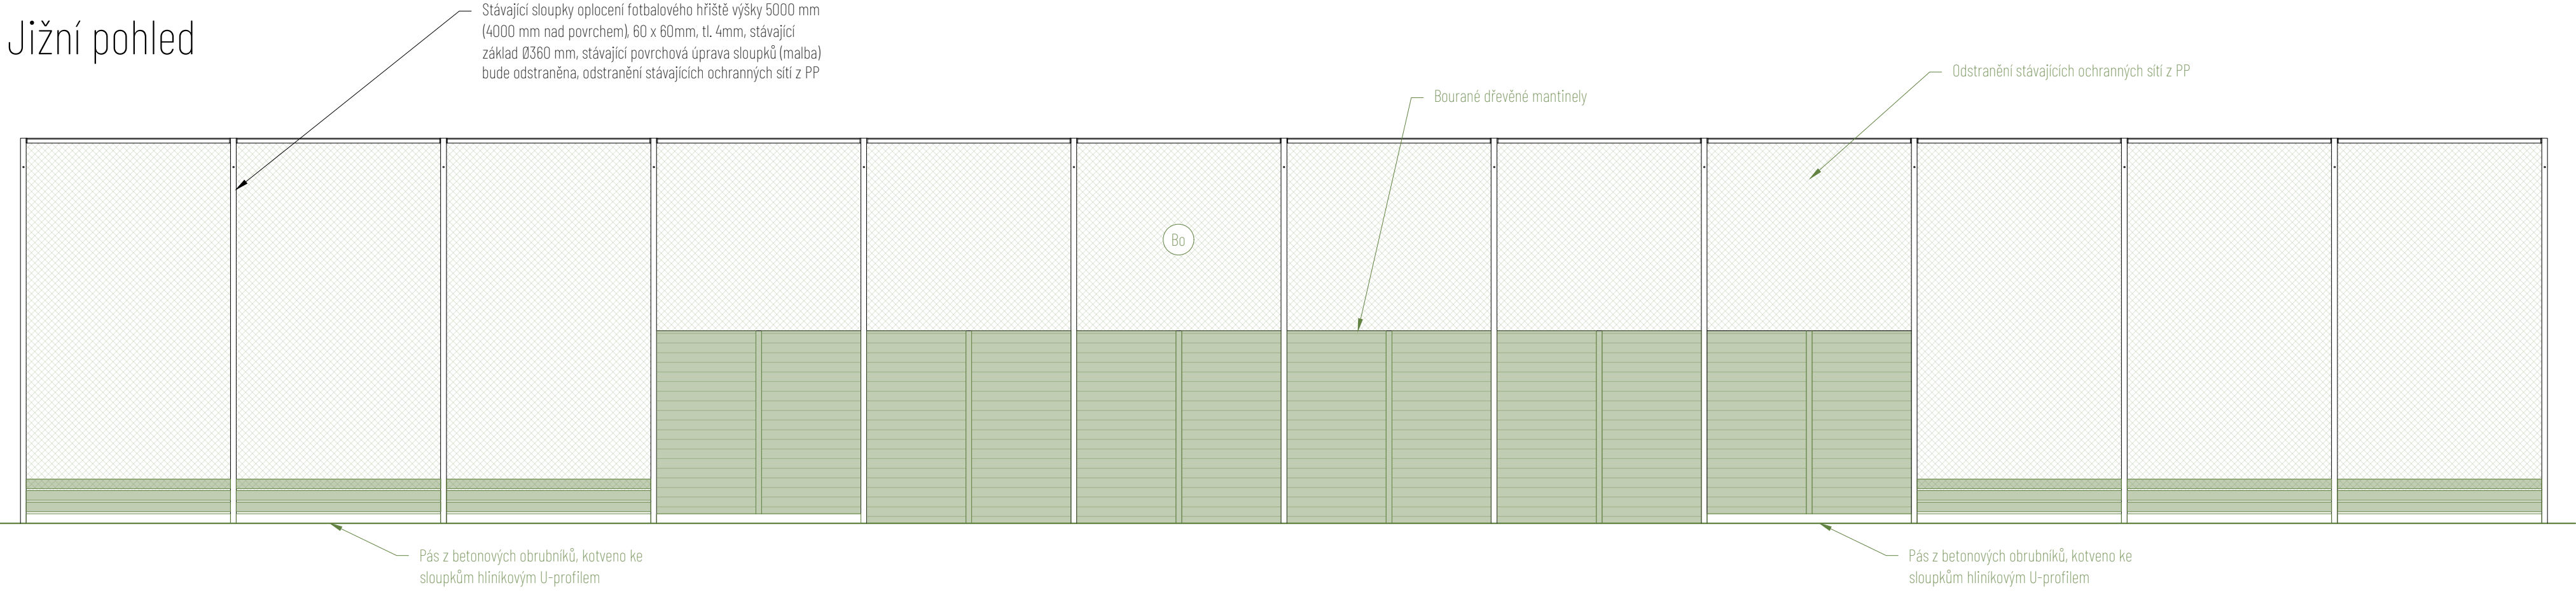 Jižní pohled
Stávající sloupky oplocení fotbalového hřiště výšky 5000 mm
(4000 mm nad povrchem), 60 x 60mm, tl. 4mm, stávající
základ Ø360 mm, stávající povrchová úprava sloupků (malba)
bude odstraněna, odstranění stávajících ochranných sítí z PP
Odstranění stávajících ochranných sítí z PP
Bourané dřevěné mantinely
Bo
Pás z betonových obrubníků, kotveno ke
sloupkům hliníkovým U-profilem
Pás z betonových obrubníků, kotveno ke
sloupkům hliníkovým U-profilem